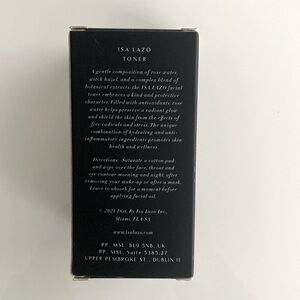 ISA LAZO
TONER
A gentle composition of rose water,
witch hazel, and a complex blend of
botanical extracts, the ISA LAZO facial
toner embraces a kind and protective
character. Filled with antioxidants, rose
water helps preserve a radiant glow
and shield the skin from the effects of
free radicals and stress. The unique
combination of hydrating and anti-
inflammatory ingredients promotes skin
health and wellness.
Directions: Saturate a cotton pad
and wipe over the face, throat and
eye contour morning and night, after
removing your make-up or after a mask.
Leave to absorb for a moment before
applying facial oil.
© 2021 Dist. By Isa Lazo Inc.,
Miami, FL USA
www.isalazo.com
RP, MSL, BL9 5NB, UK
RP, MSL, Suite 5385,27
UPPER PEMBROKE ST., DUBLIN II